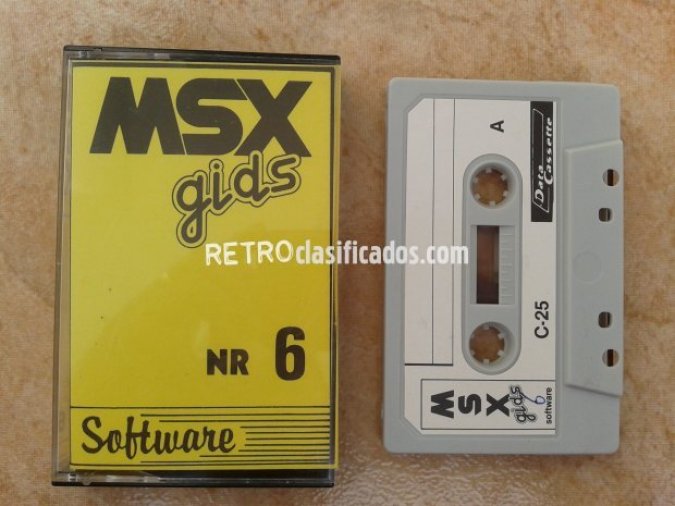 MSX
gids
NR 6
Software
RETROclasificados.com
A
Data
Cassette
C-25
MSX
gids
6
software